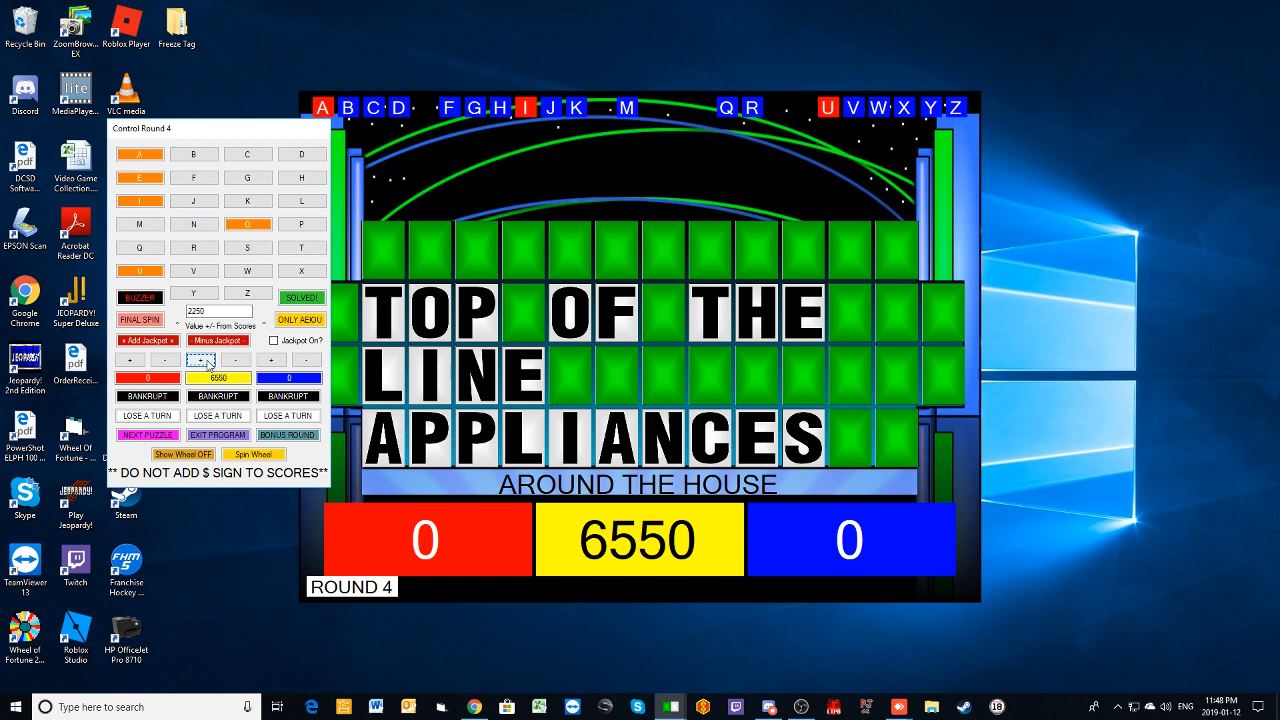 Recycle Bin
ZoomBrow... EX
Roblox Player
Freeze Tag
Discord
MediaPlaye...
VLC media
DCSD Softwa...
Video Game Collection....
EPSON Scan
Acrobat Reader DC
Google Chrome
JEOPARDY! Super Deluxe
Jeopardy! 2nd Edition
OrderRecei...
PowerShot ELPH 100 ...
Wheel Of Fortune - ...
Skype
Play Jeopardy!
Steam
TeamViewer 13
Twitch
Franchise Hockey ...
Wheel of Fortune 2...
Roblox Studio
HP OfficeJet Pro 8710
Control Round 4
A B C D
E F G H
I J K L
M N O P
Q R S T
U V W X
BUZZER Y Z SOLVED!
2250
FINAL SPIN ^ Value +/- From Scores ^ ONLY AEIOU
+ Add Jackpot + - Minus Jackpot - Jackpot On?
+ - + - + -
0 6550 0
BANKRUPT BANKRUPT BANKRUPT
LOSE A TURN LOSE A TURN LOSE A TURN
NEXT PUZZLE EXIT PROGRAM BONUS ROUND
Show Wheel OFF Spin Wheel
** DO NOT ADD $ SIGN TO SCORES**
A B C D F G H I J K M Q R U V W X Y Z
TOP OF THE
LINE
APPLIANCES
AROUND THE HOUSE
0 6550 0
ROUND 4
Type here to search
ENG
11:48 PM
2019-01-12